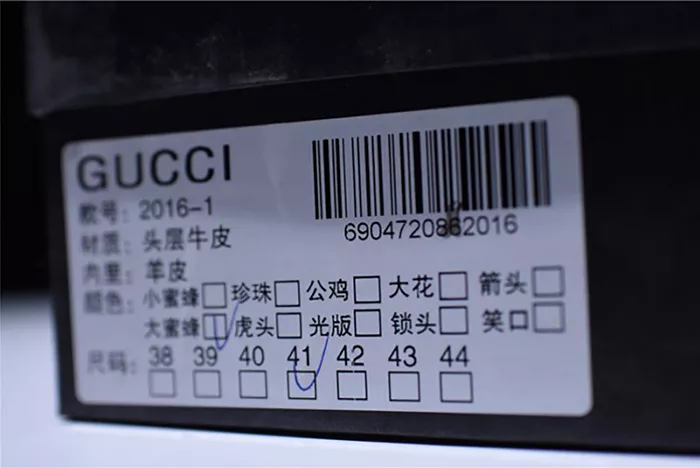 GUCCI
款号: 2016-1
材质: 头层牛皮
内里: 羊皮
6904720862016
颜色: 小蜜蜂 珍珠 公鸡 大花 箭头
大蜜蜂 虎头 光版 锁头 笑口
尺码: 38 39 40 41 42 43 44